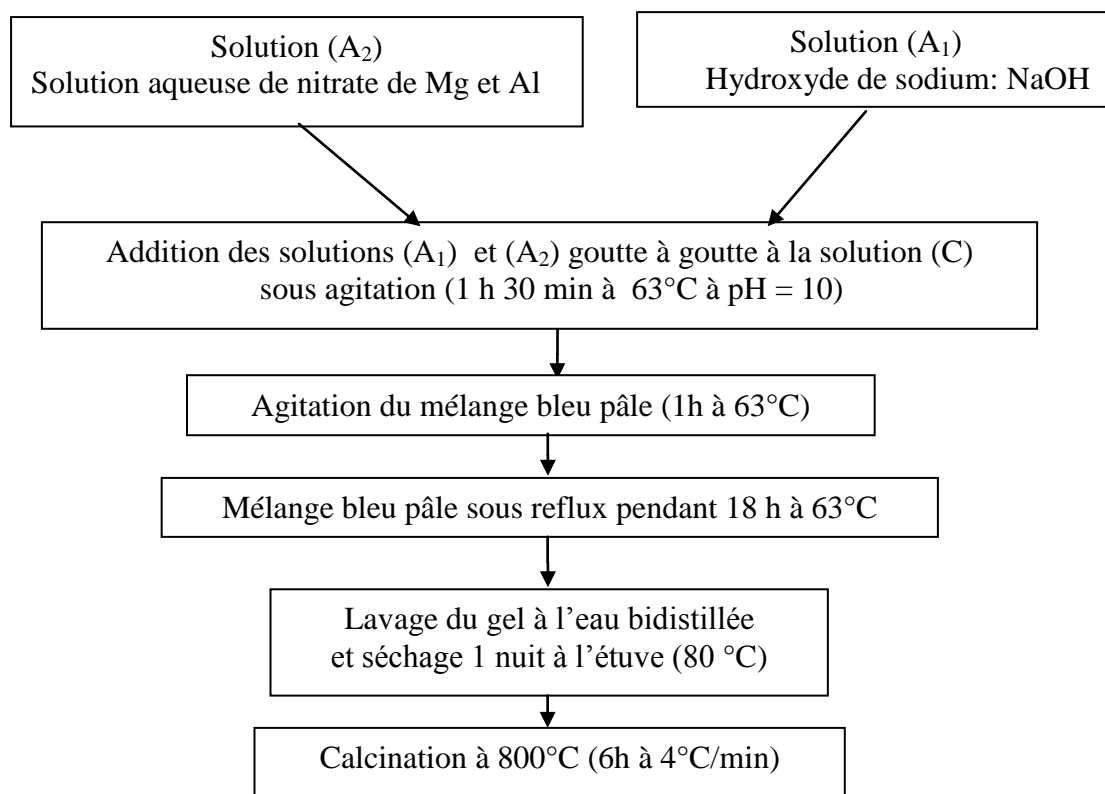 Solution (A₂)
Solution aqueuse de nitrate de Mg et Al
Solution (A₁)
Hydroxyde de sodium: NaOH
Addition des solutions (A₁) et (A₂) goutte à goutte à la solution (C)
sous agitation (1 h 30 min à 63°C à pH = 10)
Agitation du mélange bleu pâle (1h à 63°C)
Mélange bleu pâle sous reflux pendant 18 h à 63°C
Lavage du gel à l’eau bidistillée
et séchage 1 nuit à l’étuve (80 °C)
Calcination à 800°C (6h à 4°C/min)